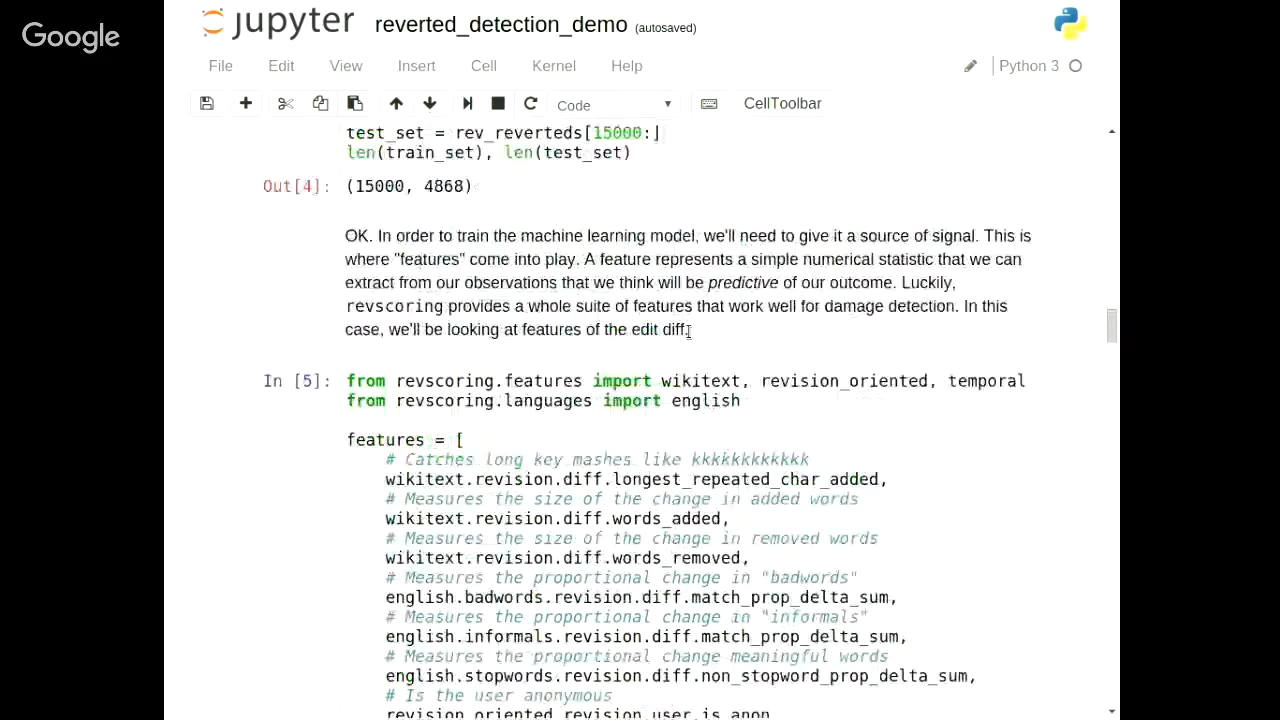 Google
jupyter reverted_detection_demo (autosaved)
File Edit View Insert Cell Kernel Help Python 3
Code CellToolbar
test_set = rev_reverteds[15000:]
len(train_set), len(test_set)
Out[4]: (15000, 4868)
OK. In order to train the machine learning model, we'll need to give it a source of signal. This is
where "features" come into play. A feature represents a simple numerical statistic that we can
extract from our observations that we think will be predictive of our outcome. Luckily,
revscoring provides a whole suite of features that work well for damage detection. In this
case, we'll be looking at features of the edit diff.
In [5]: from revscoring.features import wikitext, revision_oriented, temporal
from revscoring.languages import english
features = [
# Catches long key mashes like kkkkkkkkkkkk
wikitext.revision.diff.longest_repeated_char_added,
# Measures the size of the change in added words
wikitext.revision.diff.words_added,
# Measures the size of the change in removed words
wikitext.revision.diff.words_removed,
# Measures the proportional change in "badwords"
english.badwords.revision.diff.match_prop_delta_sum,
# Measures the proportional change in "informals"
english.informals.revision.diff.match_prop_delta_sum,
# Measures the proportional change meaningful words
english.stopwords.revision.diff.non_stopword_prop_delta_sum,
# Is the user anonymous
revision_oriented.revision.user.is_anon